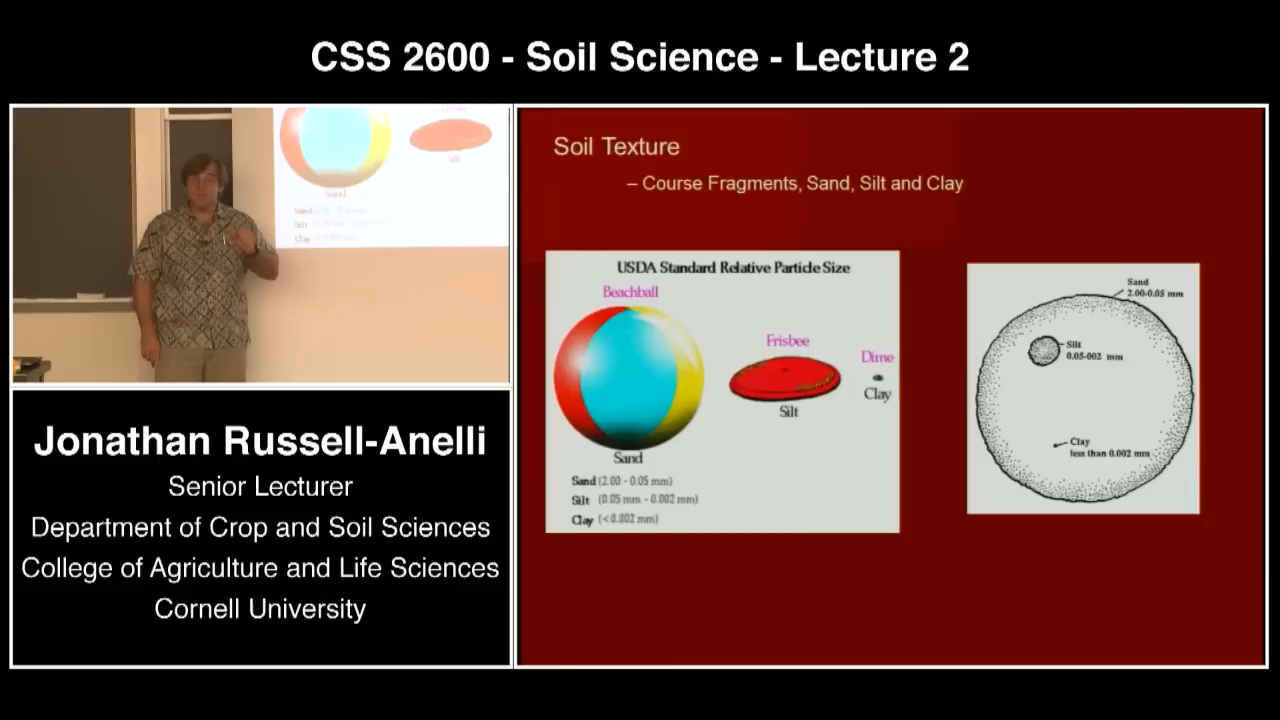 CSS 2600 - Soil Science - Lecture 2
Sand
Silt
Jonathan Russell-Anelli
Senior Lecturer
Department of Crop and Soil Sciences
College of Agriculture and Life Sciences
Cornell University
Soil Texture
– Course Fragments, Sand, Silt and Clay
USDA Standard Relative Particle Size
Beachball
Frisbee
Dime
Clay
Silt
Sand
Sand (2.00 - 0.05 mm)
Silt (0.05 mm - 0.002 mm)
Clay (<0.002 mm)
Sand
2.00-0.05 mm
Silt
0.05-002 mm
Clay
less than 0.002 mm